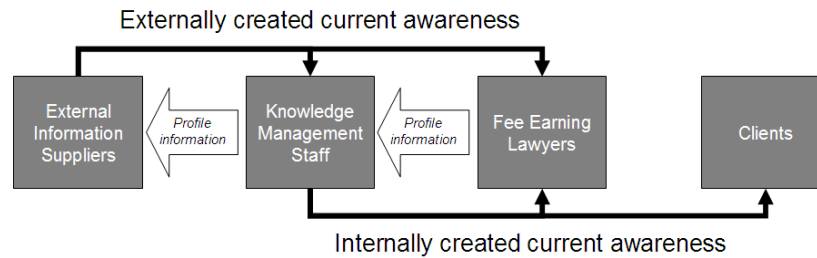 Externally created current awareness
External
Information
Suppliers
Profile
information
Knowledge
Management
Staff
Profile
information
Fee Earning
Lawyers
Clients
Internally created current awareness